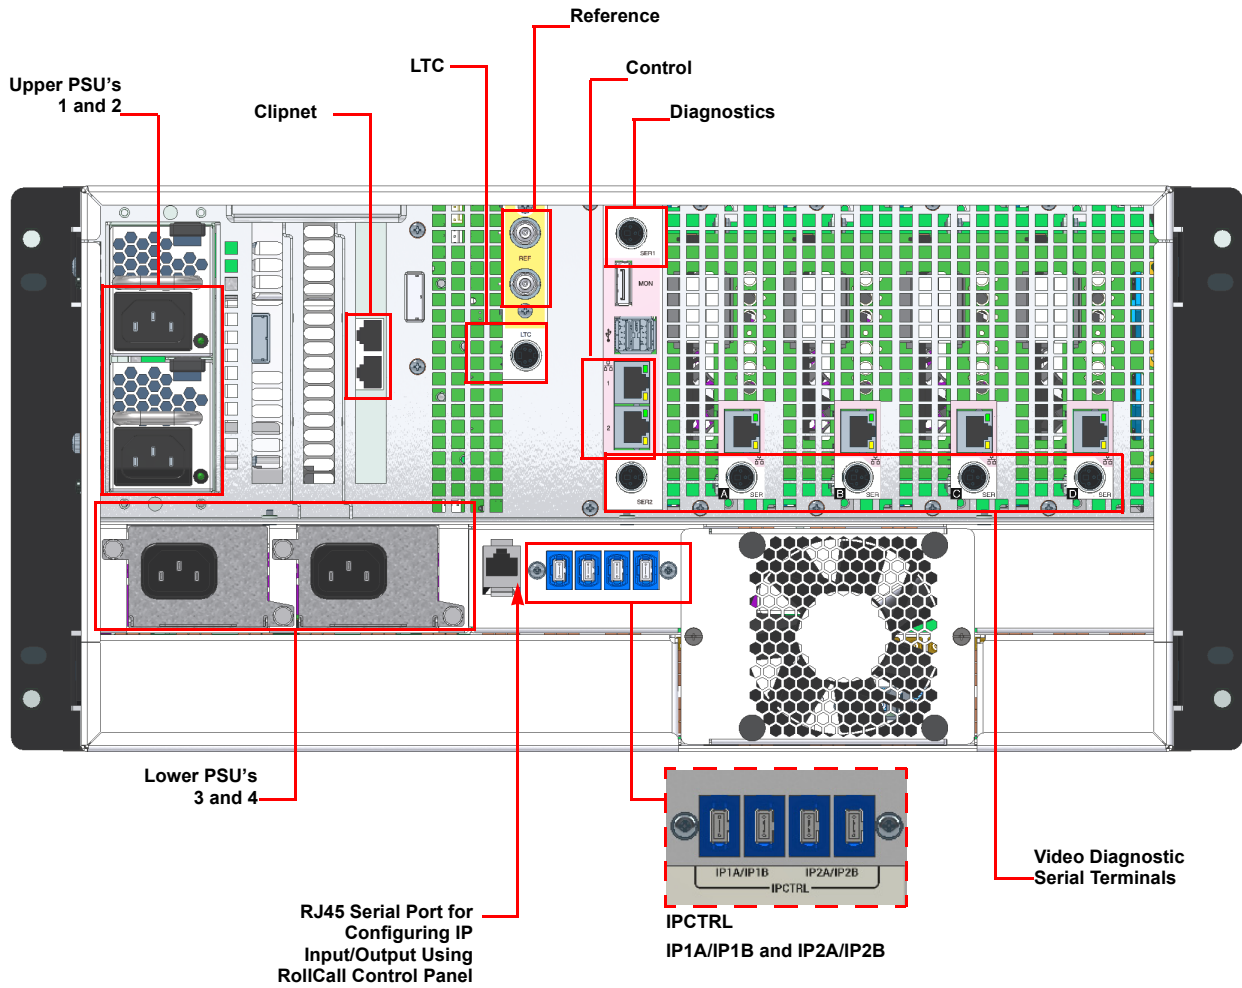 Reference
LTC
Control
Upper PSU's
1 and 2
Clipnet
Diagnostics
REF
SER1
MON
LTC
1
2
SER2
A
SER
B
SER
C
SER
D
SER
Lower PSU's
3 and 4
IP1A/IP1B
IP2A/IP2B
IPCTRL
Video Diagnostic
Serial Terminals
RJ45 Serial Port for
Configuring IP
Input/Output Using
RollCall Control Panel
IPCTRL
IP1A/IP1B and IP2A/IP2B